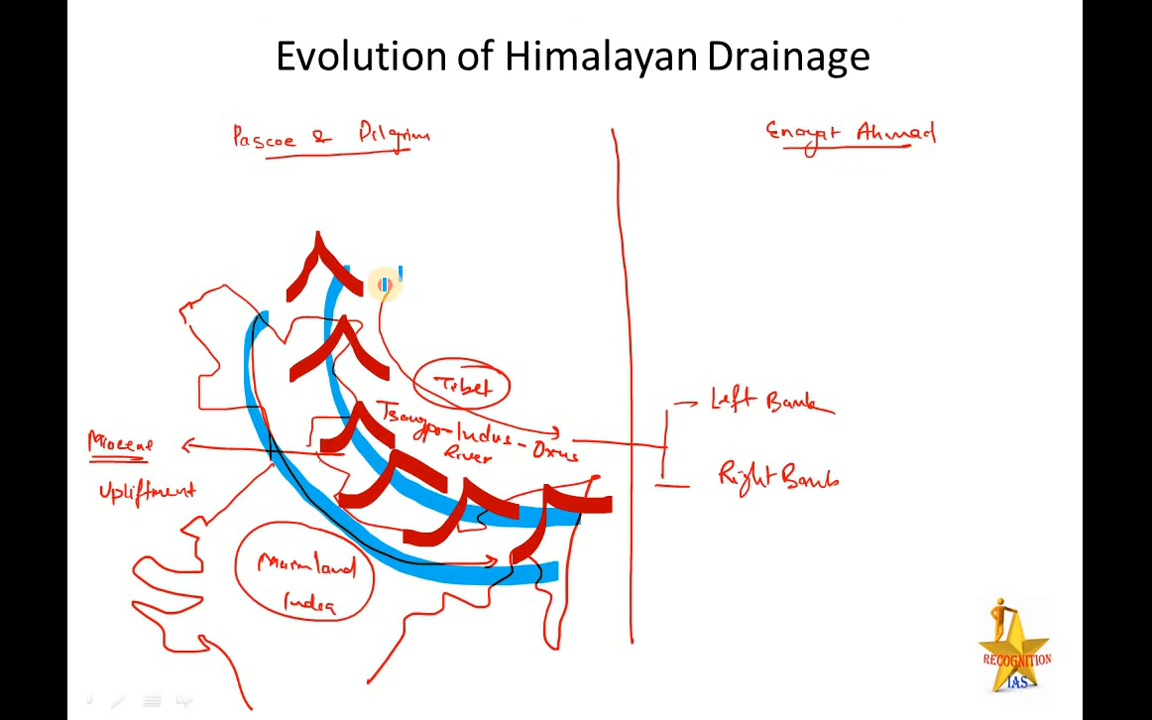 Evolution of Himalayan Drainage
Pascoe & Pilgrim
Enayat Ahmad
Tibet
Tsangpo-Indus-Oxus
River
Left Bank
Right Bank
Miocene
Upliftment
Mainland
India
RECOGNITION
IAS